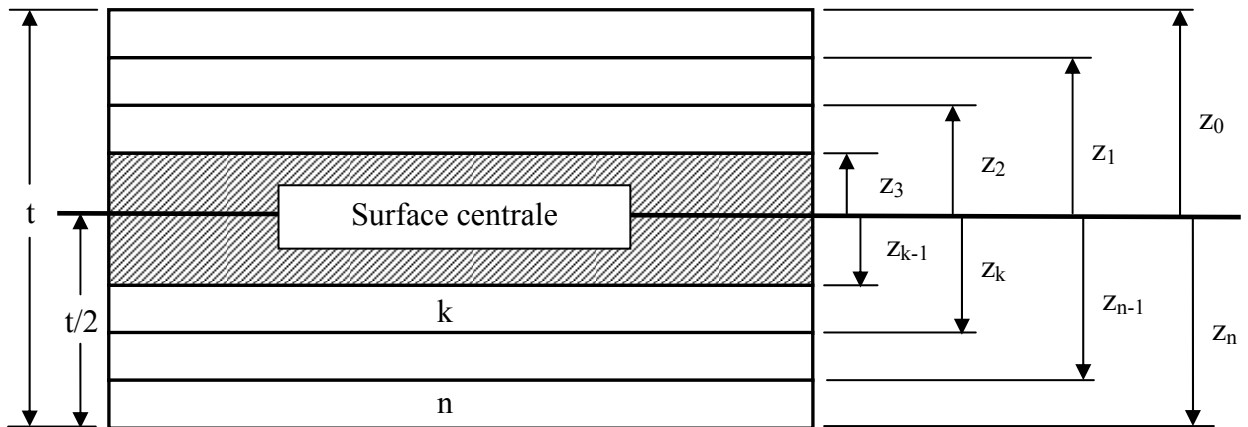 z₀
z₁
z₂
z₃
t
Surface centrale
zₖ₋₁
zₖ
k
t/2
zₙ₋₁
zₙ
n